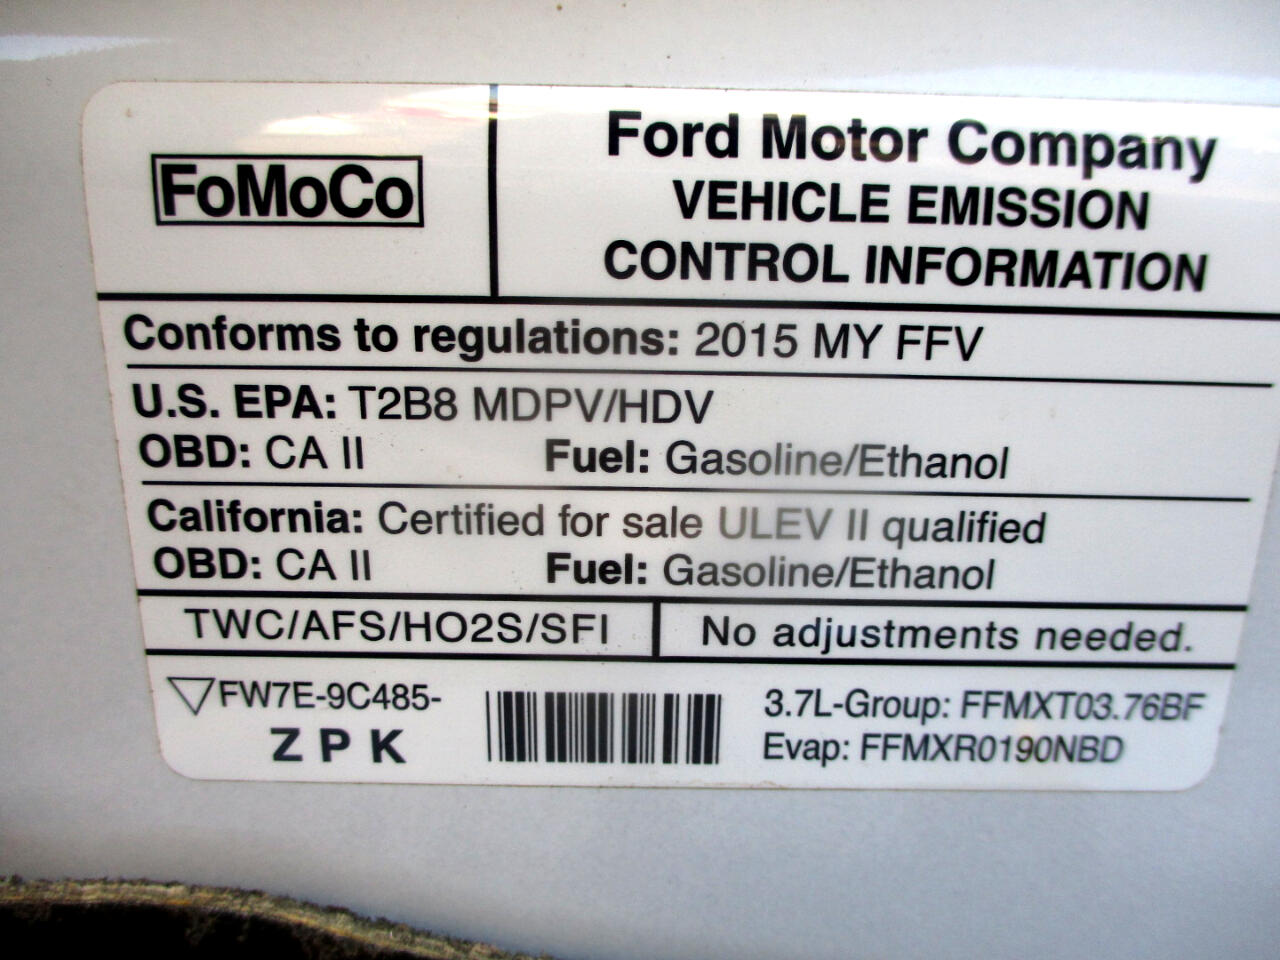 FoMoCo
Ford Motor Company
VEHICLE EMISSION
CONTROL INFORMATION
Conforms to regulations: 2015 MY FFV
U.S. EPA: T2B8 MDPV/HDV
OBD: CA II Fuel: Gasoline/Ethanol
California: Certified for sale ULEV II qualified
OBD: CA II Fuel: Gasoline/Ethanol
TWC/AFS/HO2S/SFI
No adjustments needed.
FW7E-9C485-
Z P K
3.7L-Group: FFMXT03.76BF
Evap: FFMXR0190NBD